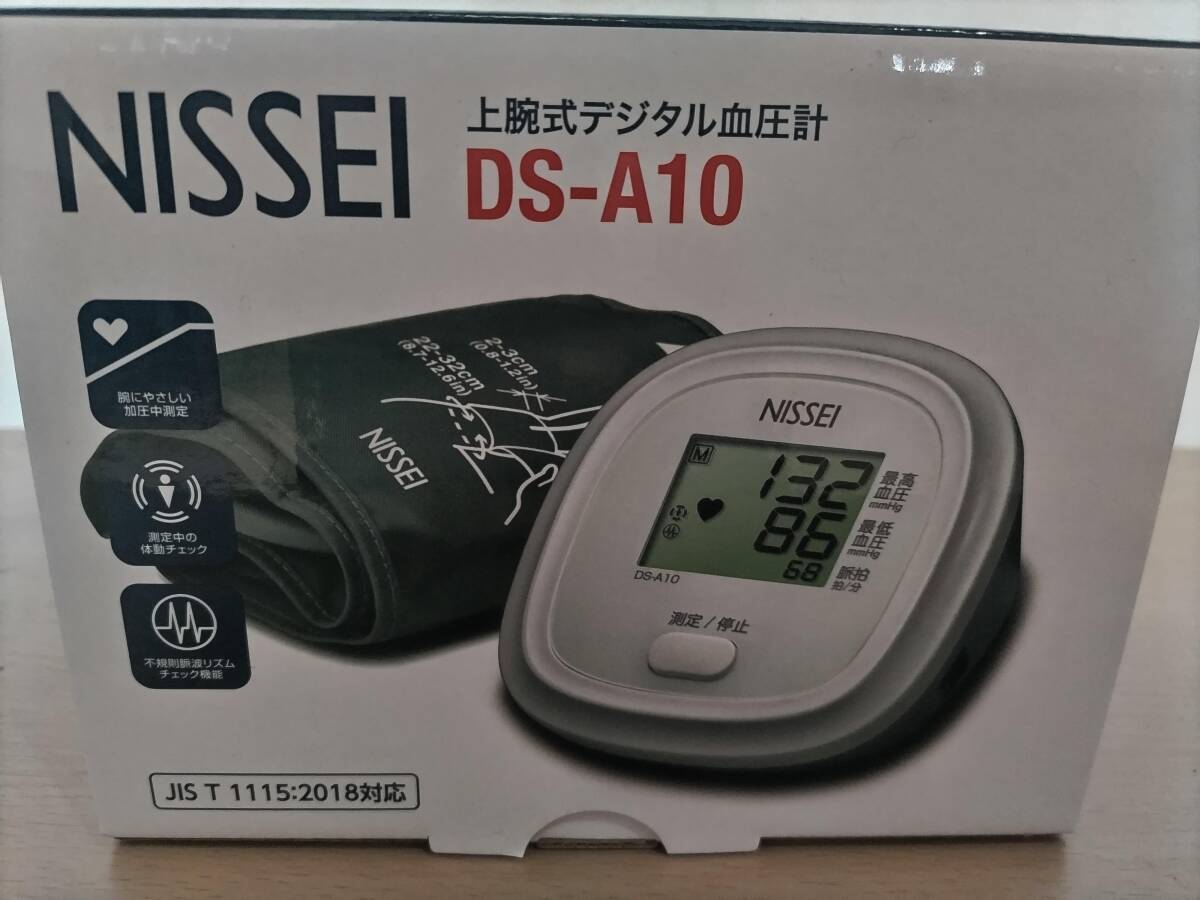 NISSEI
上腕式デジタル血圧計
DS-A10
腕にやさしい
加圧中測定
測定中の
体動チェック
不規則脈波リズム
チェック機能
22-32cm
(8.7-12.6in)
2-3cm
(0.8-1.2in)
NISSEI
NISSEI
M
132
最高
血圧
mmHg
86
最低
血圧
mmHg
68
脈拍
拍/分
DS-A10
測定/停止
JIS T 1115:2018対応